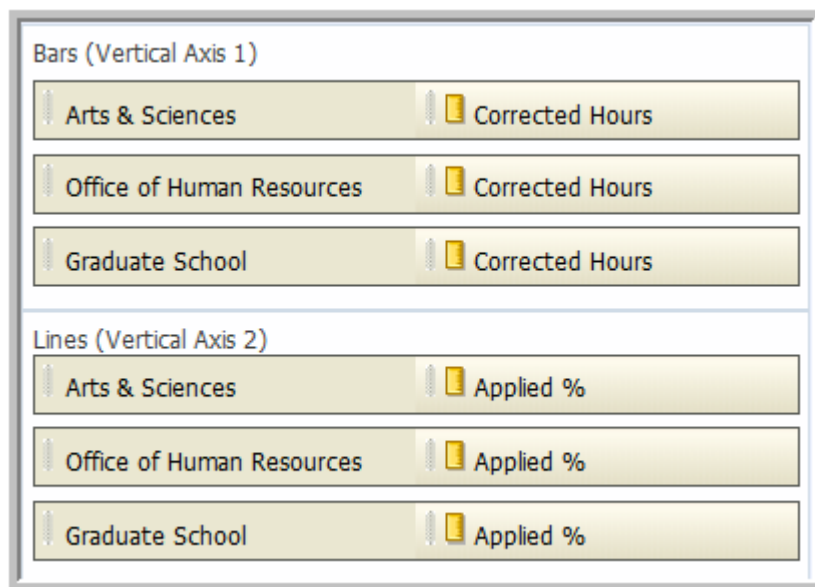 Bars (Vertical Axis 1)
Arts & Sciences Corrected Hours
Office of Human Resources Corrected Hours
Graduate School Corrected Hours
Lines (Vertical Axis 2)
Arts & Sciences Applied %
Office of Human Resources Applied %
Graduate School Applied %